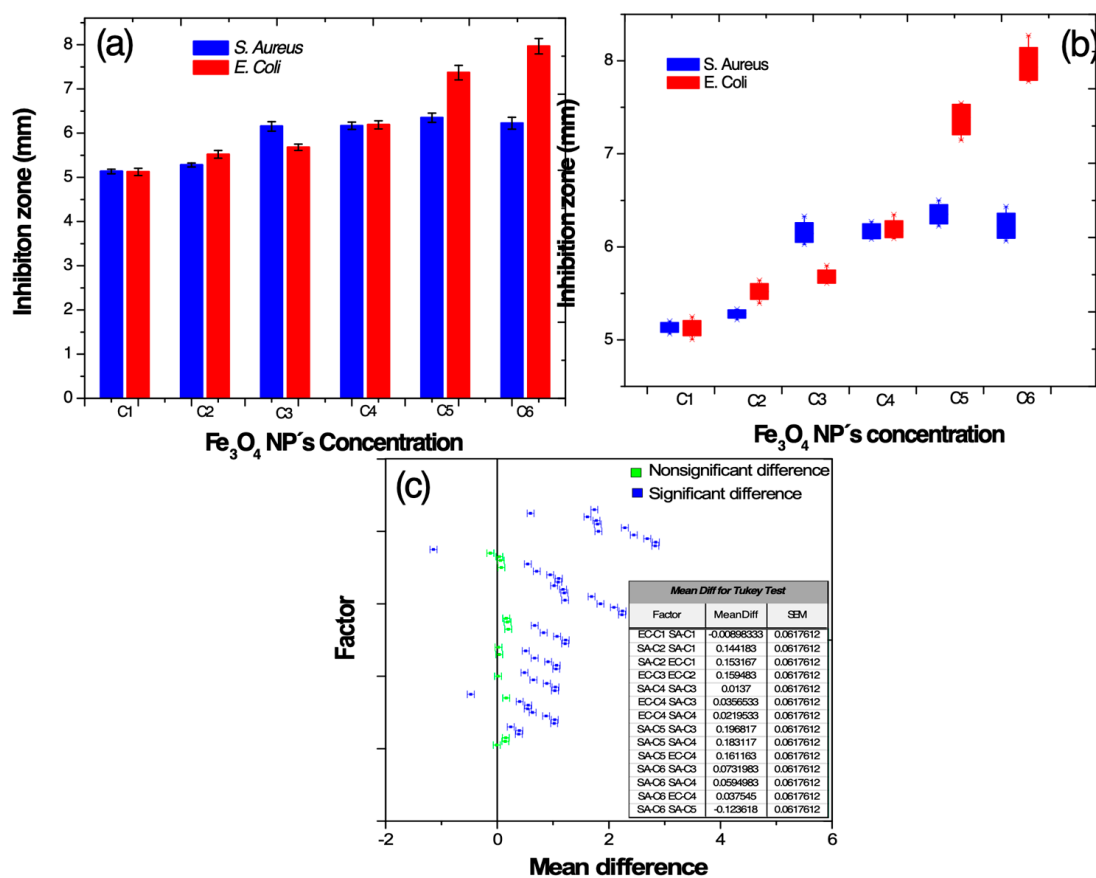 (a)
S. Aureus
E. Coli
Inhibiton zone (mm)
8
7
6
5
4
3
2
1
0
C1 C2 C3 C4 C5 C6
Fe₃O₄ NP´s Concentration
(b)
S. Aureus
E. Coli
Inhibition zone (mm)
8
7
6
5
C1 C2 C3 C4 C5 C6
Fe₃O₄ NP´s concentration
(c)
Nonsignificant difference
Significant difference
Factor
Mean Diff for Tukey Test
Factor MeanDiff SEM
EC-C1 SA-C1 -0.00898333 0.0617612
SA-C2 SA-C1 0.144183 0.0617612
SA-C2 EC-C1 0.153167 0.0617612
EC-C3 EC-C2 0.159483 0.0617612
SA-C4 SA-C3 0.0137 0.0617612
EC-C4 SA-C3 0.0356533 0.0617612
EC-C4 SA-C4 0.0219533 0.0617612
SA-C5 SA-C3 0.196817 0.0617612
SA-C5 SA-C4 0.183117 0.0617612
SA-C5 EC-C4 0.161163 0.0617612
SA-C6 SA-C3 0.0731983 0.0617612
SA-C6 SA-C4 0.0594983 0.0617612
SA-C6 EC-C4 0.037545 0.0617612
SA-C6 SA-C5 -0.123618 0.0617612
-2 0 2 4 6
Mean difference